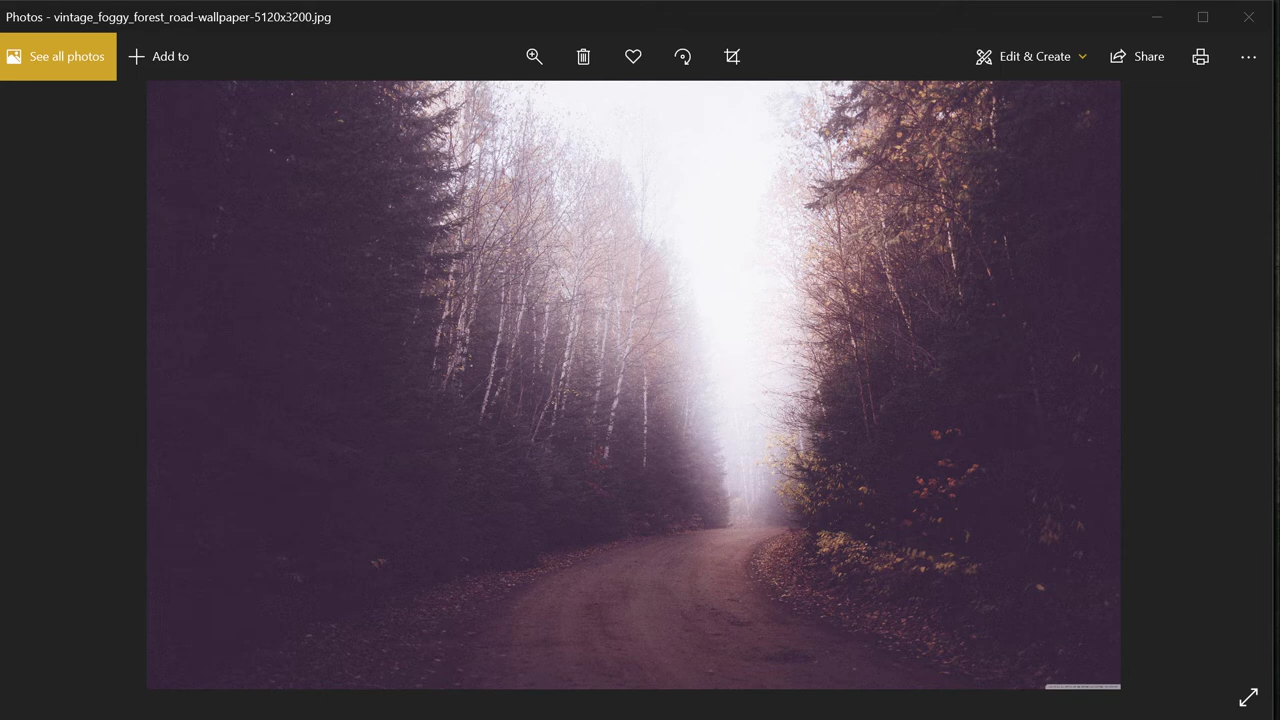 Photos - vintage_foggy_forest_road-wallpaper-5120x3200.jpg
See all photos
Add to
Edit & Create
Share